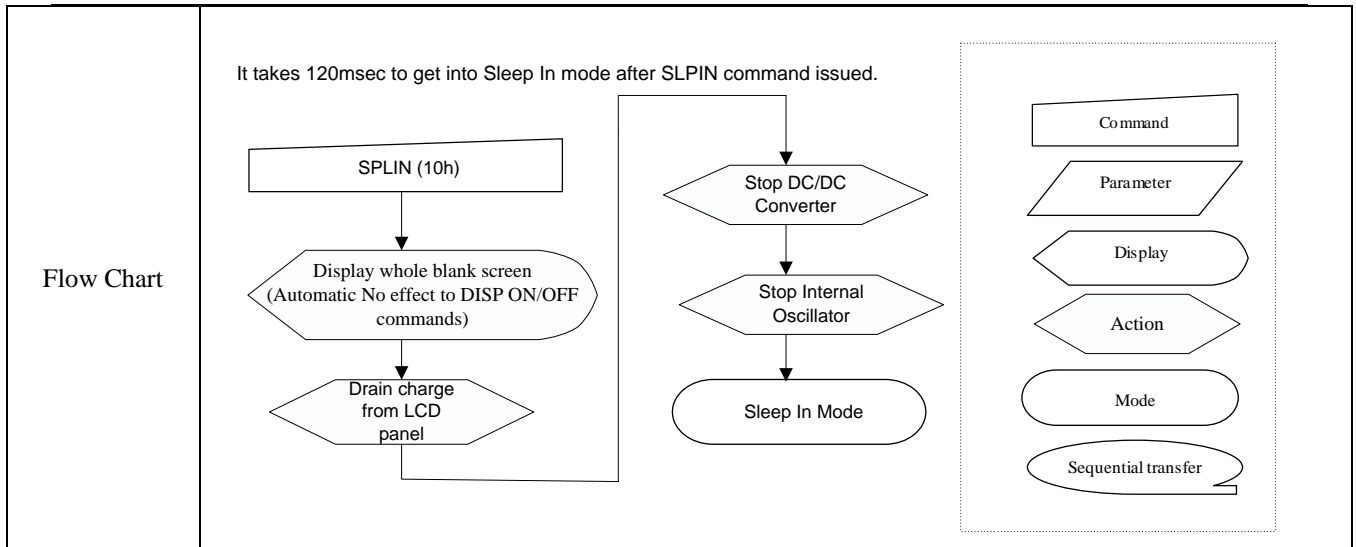 Flow Chart
It takes 120msec to get into Sleep In mode after SLPIN command issued.
SPLIN (10h)
Display whole blank screen
(Automatic No effect to DISP ON/OFF
commands)
Drain charge
from LCD
panel
Stop DC/DC
Converter
Stop Internal
Oscillator
Sleep In Mode
Command
Parameter
Display
Action
Mode
Sequential transfer